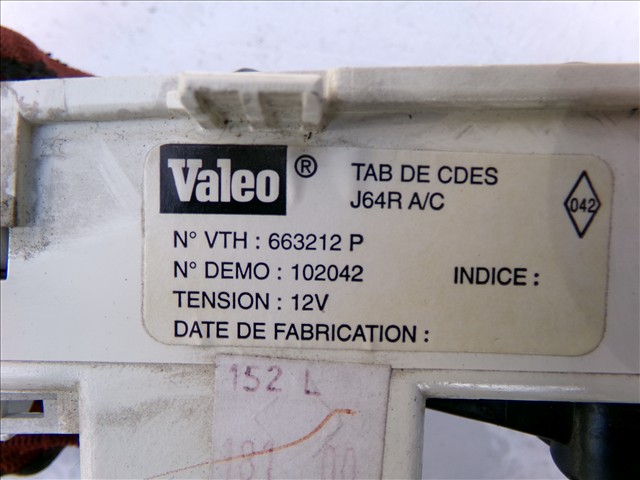 Valeo ® TAB DE CDES
J64R A/C
042
N° VTH : 663212 P
N° DEMO : 102042 INDICE :
TENSION : 12V
DATE DE FABRICATION :
152 L